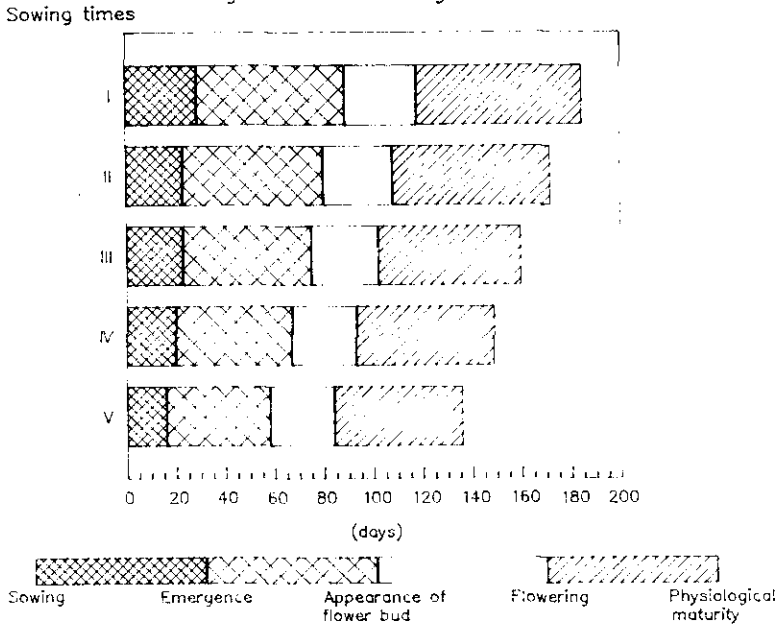 Sowing times
I
II
III
IV
V
0 20 40 60 80 100 120 140 160 180 200
(days)
Sowing Emergence Appearance of flower bud Flowering Physiological maturity